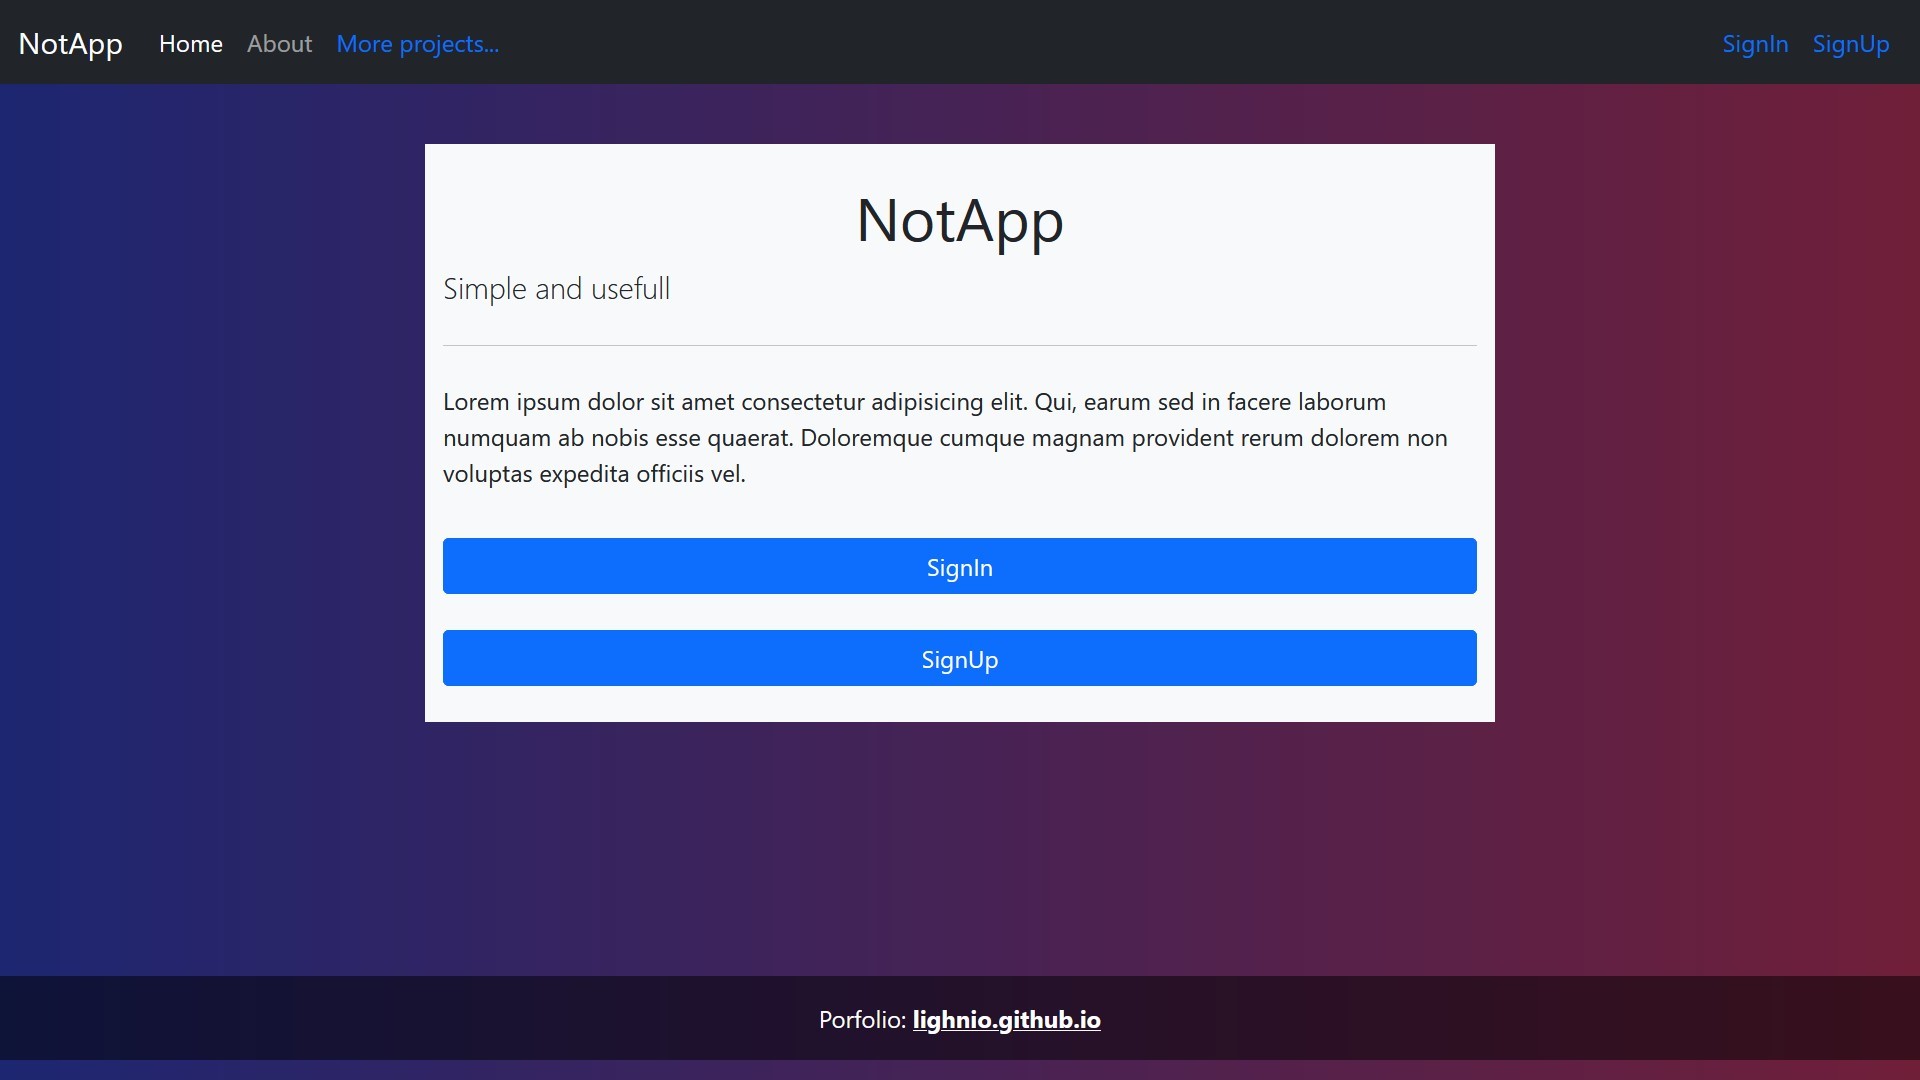 NotApp Home About More projects... SignIn SignUp
NotApp
Simple and usefull
Lorem ipsum dolor sit amet consectetur adipisicing elit. Qui, earum sed in facere laborum
numquam ab nobis esse quaerat. Doloremque cumque magnam provident rerum dolorem non
voluptas expedita officiis vel.
SignIn
SignUp
Porfolio: lighnio.github.io